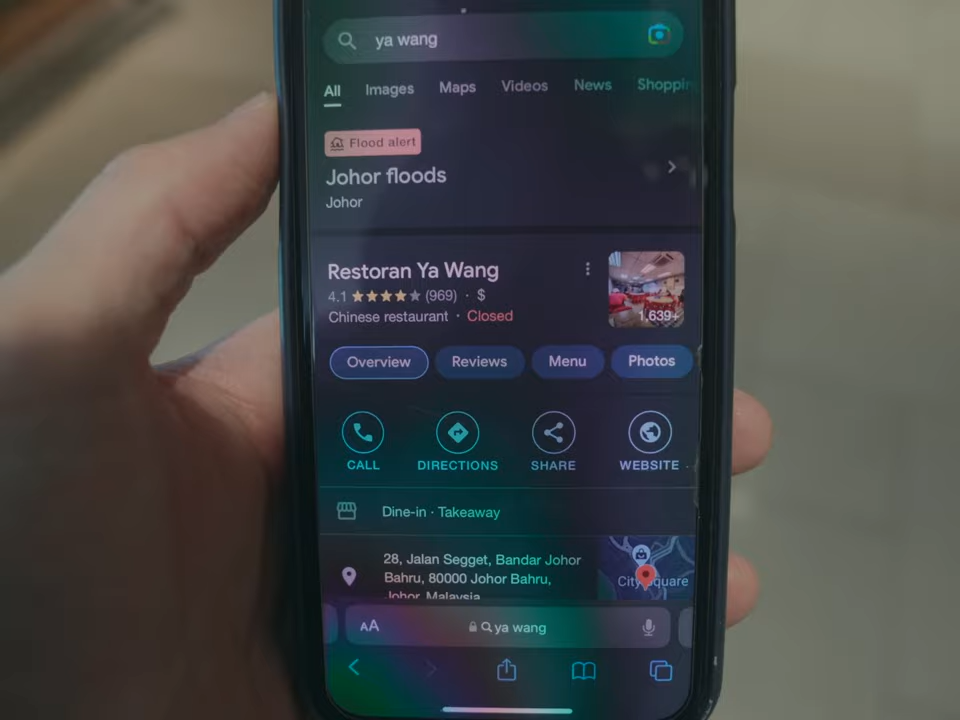 ya wang
All Images Maps Videos News Shoppin
Flood alert
Johor floods
Johor
Restoran Ya Wang
4.1 (969) · $
Chinese restaurant · Closed
1,639+
Overview Reviews Menu Photos
CALL DIRECTIONS SHARE WEBSITE
Dine-in · Takeaway
28, Jalan Segget, Bandar Johor
Bahru, 80000 Johor Bahru,
Johor, Malaysia
City Square
AA ya wang